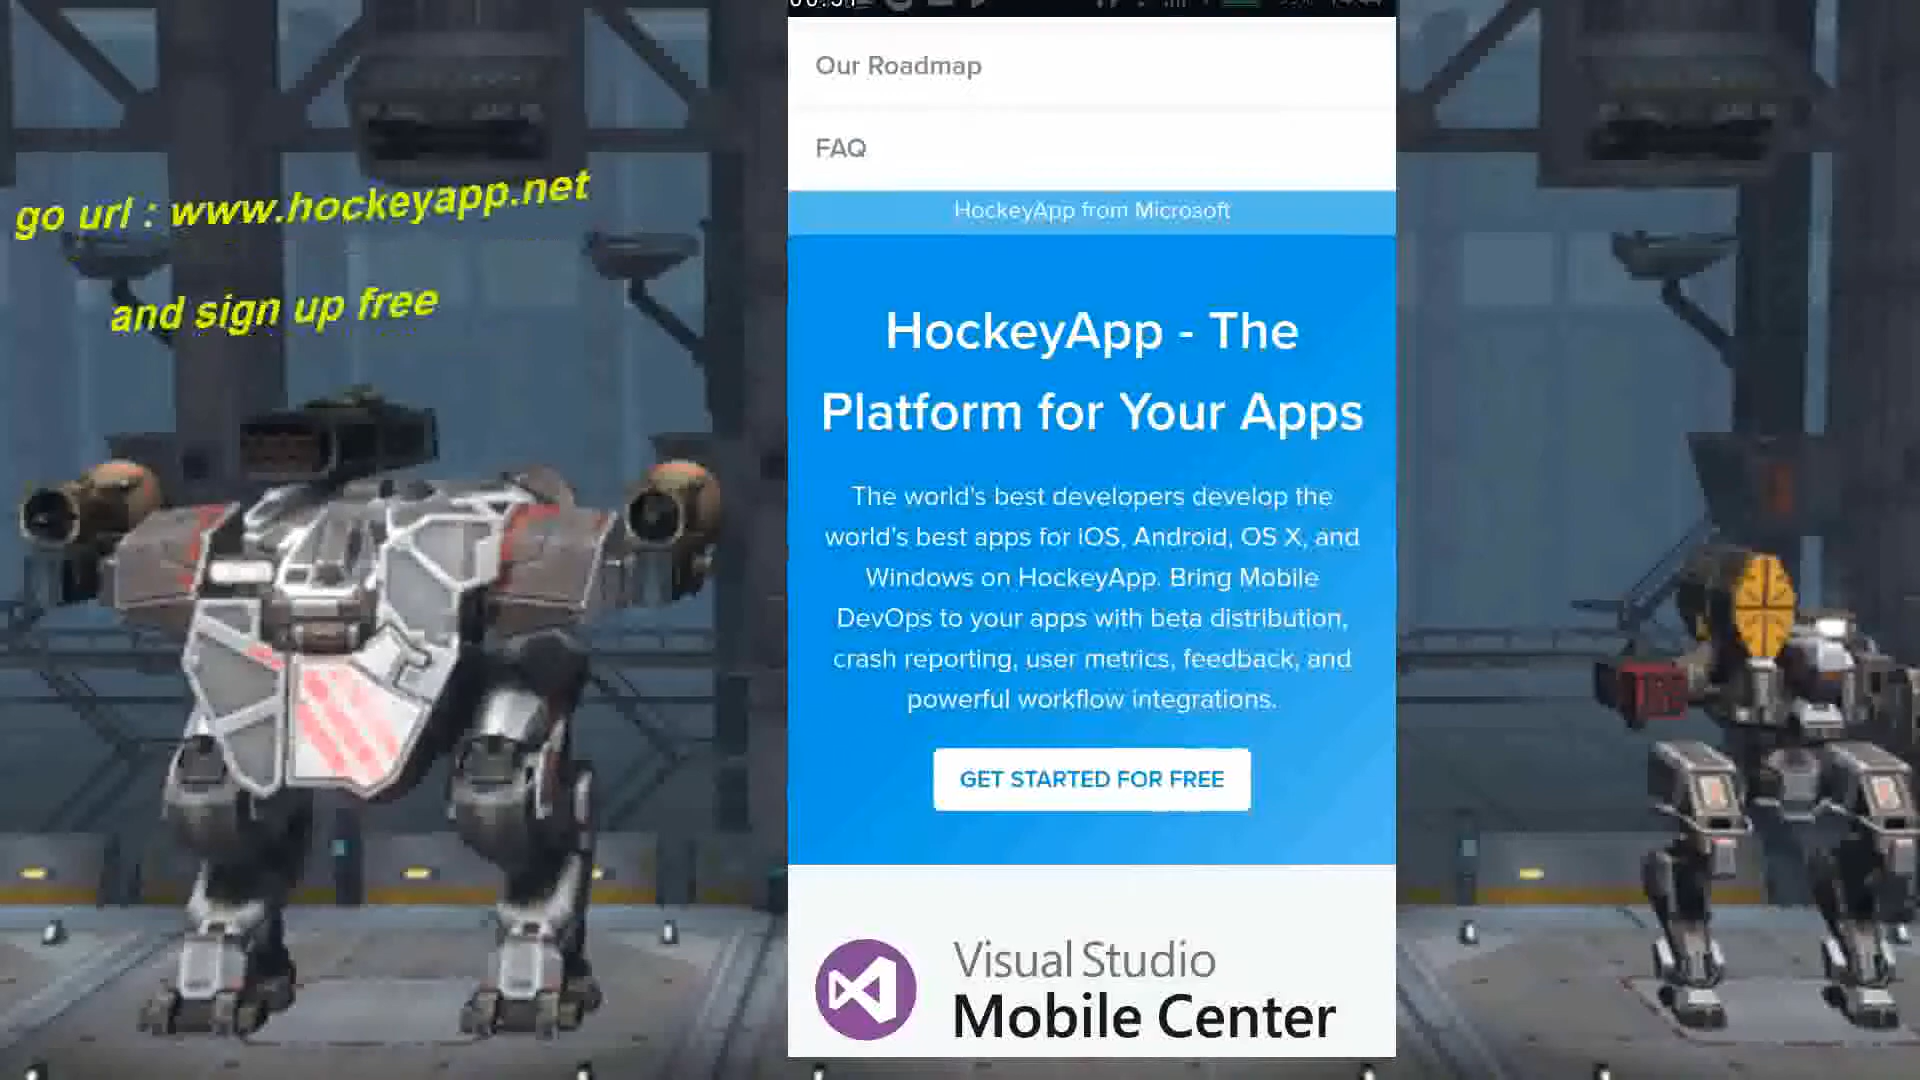 go url : www.hockeyapp.net
and sign up free
Our Roadmap
FAQ
HockeyApp from Microsoft
HockeyApp - The
Platform for Your Apps
The world's best developers develop the
world's best apps for iOS, Android, OS X, and
Windows on HockeyApp. Bring Mobile
DevOps to your apps with beta distribution,
crash reporting, user metrics, feedback, and
powerful workflow integrations.
GET STARTED FOR FREE
Visual Studio
Mobile Center